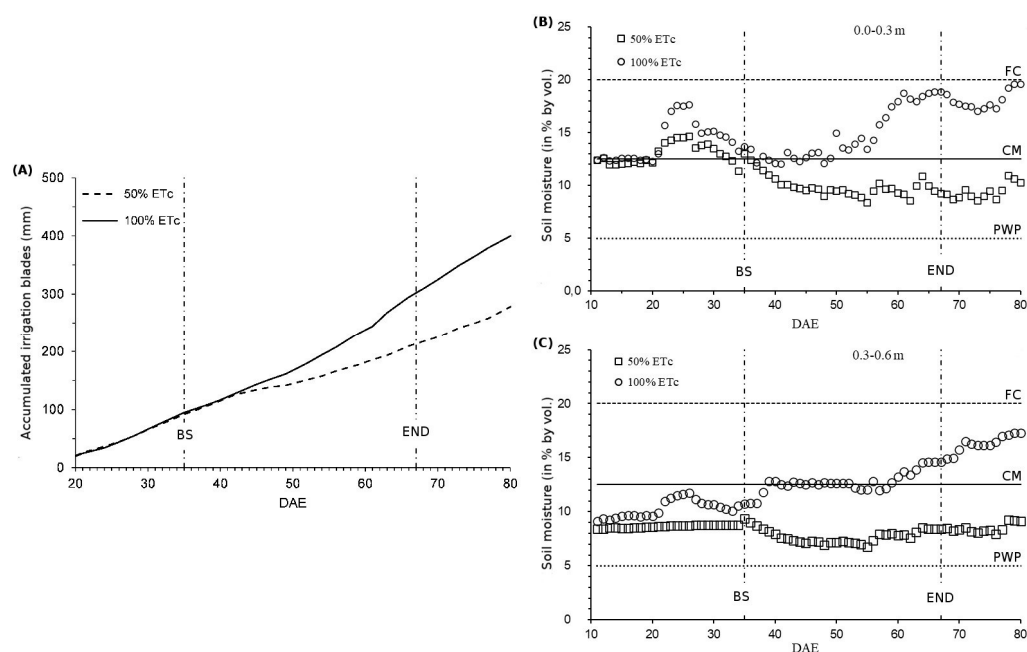 (A)
Accumulated irrigation blades (mm)
500
400
300
200
100
0
50% ETc
100% ETc
BS
END
20 30 40 50 60 70 80
DAE
(B)
0.0-0.3 m
Soil moisture (in % by vol.)
25
20
15
10
5
0,0
50% ETc
100% ETc
FC
CM
PWP
BS
END
11 20 30 40 50 60 70 80
DAE
(C)
0.3-0.6 m
Soil moisture (in % by vol.)
25
20
15
10
5
0
50% ETc
100% ETc
FC
CM
PWP
BS
END
11 20 30 40 50 60 70 80
DAE